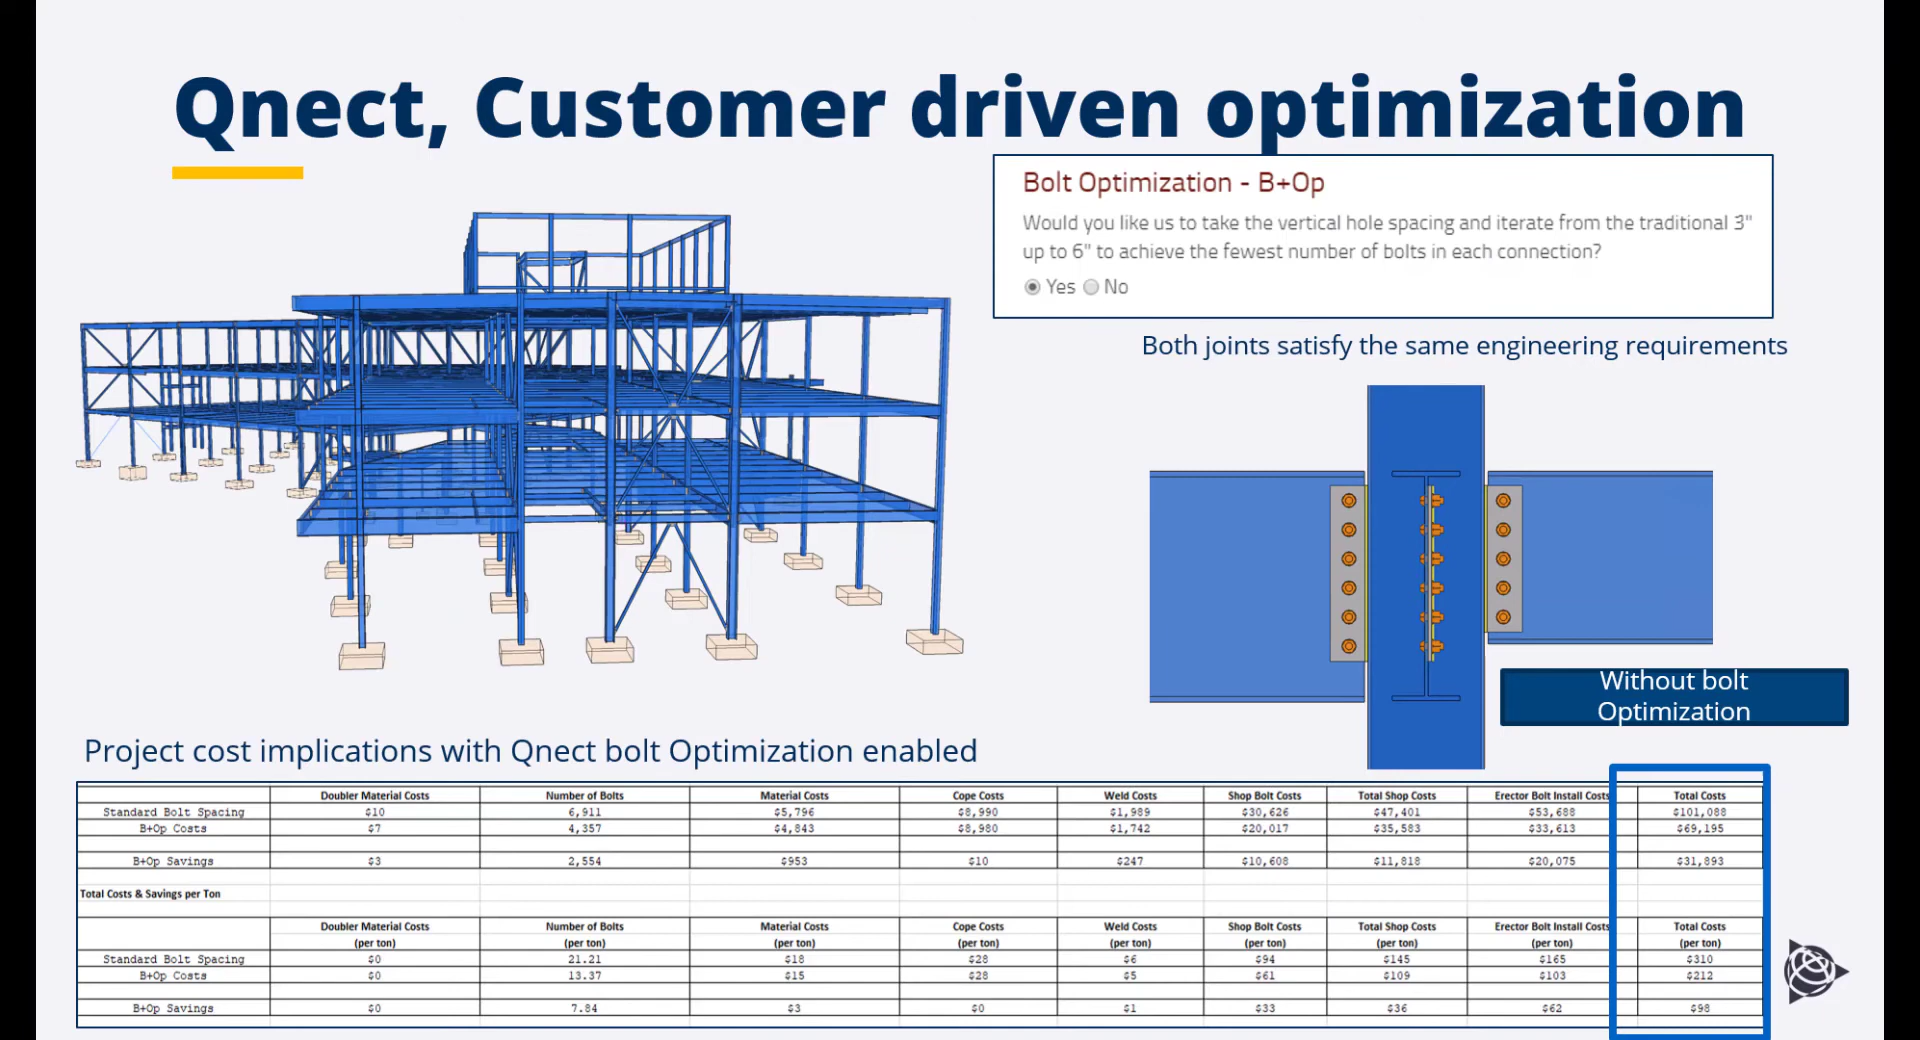 Qnect, Customer driven optimization
Bolt Optimization - B+Op
Would you like us to take the vertical hole spacing and iterate from the traditional 3"
up to 6" to achieve the fewest number of bolts in each connection?
Yes No
Both joints satisfy the same engineering requirements
Without bolt
Optimization
Project cost implications with Qnect bolt Optimization enabled
Doubler Material Costs Number of Bolts Material Costs Cope Costs Weld Costs Shop Bolt Costs Total Shop Costs Erector Bolt Install Costs Total Costs
Standard Bolt Spacing $10 6,911 $5,796 $8,990 $1,989 $30,626 $47,401 $53,688 $101,088
B+Op Costs $7 4,357 $4,843 $8,980 $1,742 $20,017 $35,583 $33,613 $69,195
B+Op Savings $3 2,554 $953 $10 $247 $10,608 $11,818 $20,075 $31,893
Total Costs & Savings per Ton
Doubler Material Costs Number of Bolts Material Costs Cope Costs Weld Costs Shop Bolt Costs Total Shop Costs Erector Bolt Install Costs Total Costs
(per ton) (per ton) (per ton) (per ton) (per ton) (per ton) (per ton) (per ton) (per ton)
Standard Bolt Spacing $0 21.21 $18 $28 $6 $94 $145 $165 $310
B+Op Costs $0 13.37 $15 $28 $5 $61 $109 $103 $212
B+Op Savings $0 7.84 $3 $0 $1 $33 $36 $62 $98